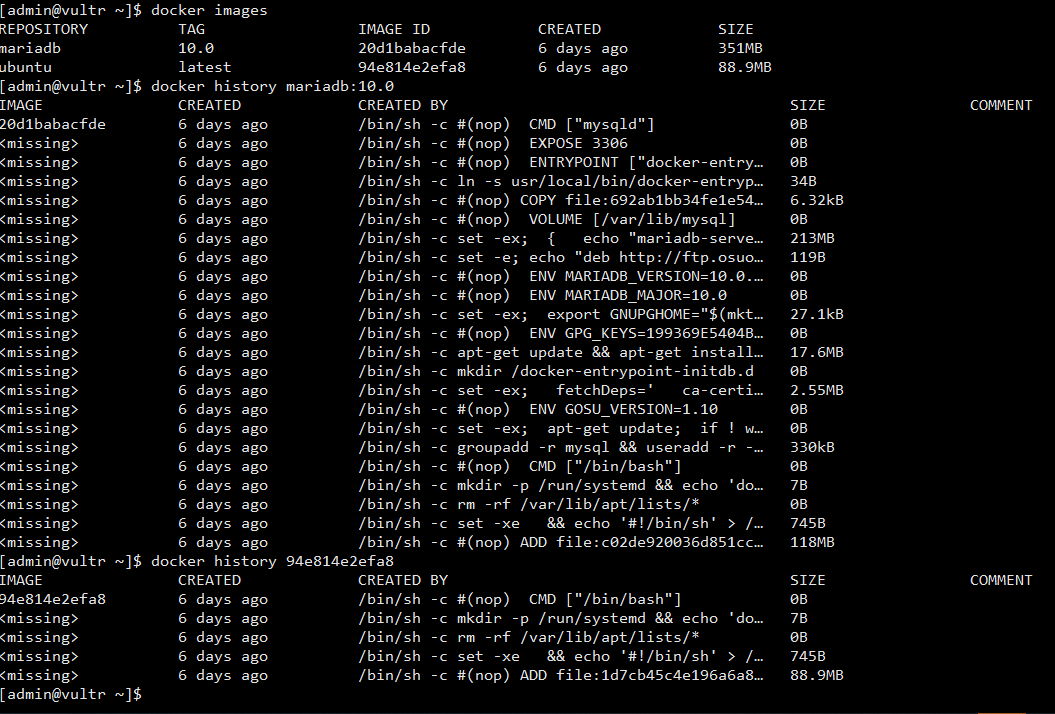 [admin@vultr ~]$ docker images
REPOSITORY          TAG                 IMAGE ID            CREATED             SIZE
mariadb             10.0                20d1babacfde        6 days ago          351MB
ubuntu              latest              94e814e2efa8        6 days ago          88.9MB
[admin@vultr ~]$ docker history mariadb:10.0
IMAGE               CREATED             CREATED BY                                      SIZE                COMMENT
20d1babacfde        6 days ago          /bin/sh -c #(nop)  CMD ["mysqld"]               0B
<missing>           6 days ago          /bin/sh -c #(nop)  EXPOSE 3306                  0B
<missing>           6 days ago          /bin/sh -c #(nop)  ENTRYPOINT ["docker-entry…   0B
<missing>           6 days ago          /bin/sh -c ln -s usr/local/bin/docker-entryp…   34B
<missing>           6 days ago          /bin/sh -c #(nop) COPY file:692ab1bb34fe1e54…   6.32kB
<missing>           6 days ago          /bin/sh -c #(nop)  VOLUME [/var/lib/mysql]      0B
<missing>           6 days ago          /bin/sh -c set -ex;  {   echo "mariadb-serve…   213MB
<missing>           6 days ago          /bin/sh -c set -e; echo "deb http://ftp.osuo…   119B
<missing>           6 days ago          /bin/sh -c #(nop)  ENV MARIADB_VERSION=10.0.…   0B
<missing>           6 days ago          /bin/sh -c #(nop)  ENV MARIADB_MAJOR=10.0       0B
<missing>           6 days ago          /bin/sh -c set -ex;  export GNUPGHOME="$(mkt…   27.1kB
<missing>           6 days ago          /bin/sh -c #(nop)  ENV GPG_KEYS=199369E5404B…   0B
<missing>           6 days ago          /bin/sh -c apt-get update && apt-get install…   17.6MB
<missing>           6 days ago          /bin/sh -c mkdir /docker-entrypoint-initdb.d    0B
<missing>           6 days ago          /bin/sh -c set -ex;   fetchDeps='   ca-certi…   2.55MB
<missing>           6 days ago          /bin/sh -c #(nop)  ENV GOSU_VERSION=1.10        0B
<missing>           6 days ago          /bin/sh -c set -ex;  apt-get update;  if ! w…   0B
<missing>           6 days ago          /bin/sh -c groupadd -r mysql && useradd -r -…   330kB
<missing>           6 days ago          /bin/sh -c #(nop)  CMD ["/bin/bash"]            0B
<missing>           6 days ago          /bin/sh -c mkdir -p /run/systemd && echo 'do…   7B
<missing>           6 days ago          /bin/sh -c rm -rf /var/lib/apt/lists/*          0B
<missing>           6 days ago          /bin/sh -c set -xe   && echo '#!/bin/sh' > /…   745B
<missing>           6 days ago          /bin/sh -c #(nop) ADD file:c02de920036d851cc…   118MB
[admin@vultr ~]$ docker history 94e814e2efa8
IMAGE               CREATED             CREATED BY                                      SIZE                COMMENT
94e814e2efa8        6 days ago          /bin/sh -c #(nop)  CMD ["/bin/bash"]            0B
<missing>           6 days ago          /bin/sh -c mkdir -p /run/systemd && echo 'do…   7B
<missing>           6 days ago          /bin/sh -c rm -rf /var/lib/apt/lists/*          0B
<missing>           6 days ago          /bin/sh -c set -xe   && echo '#!/bin/sh' > /…   745B
<missing>           6 days ago          /bin/sh -c #(nop) ADD file:1d7cb45c4e196a6a8…   88.9MB
[admin@vultr ~]$